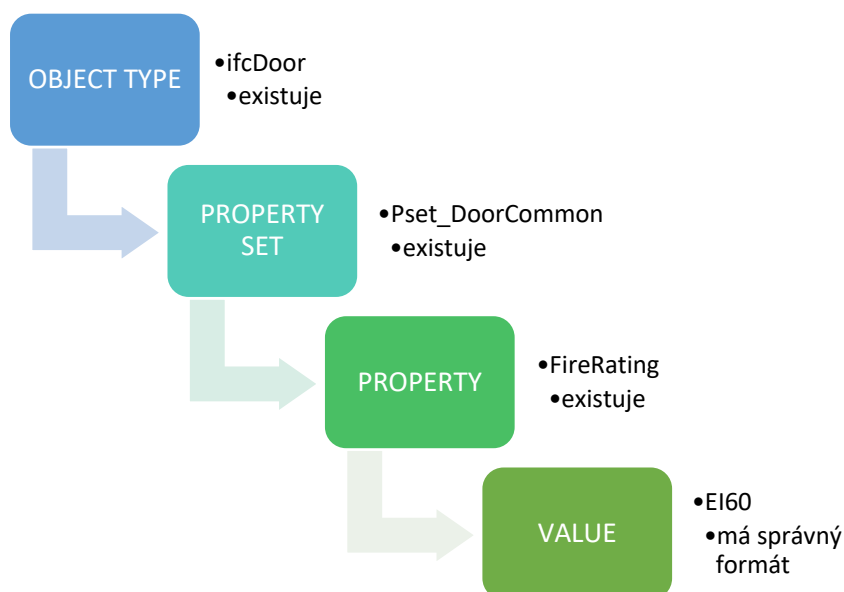 OBJECT TYPE
•ifcDoor
•existuje
PROPERTY
SET
•Pset_DoorCommon
•existuje
PROPERTY
•FireRating
•existuje
VALUE
•EI60
•má správný
formát